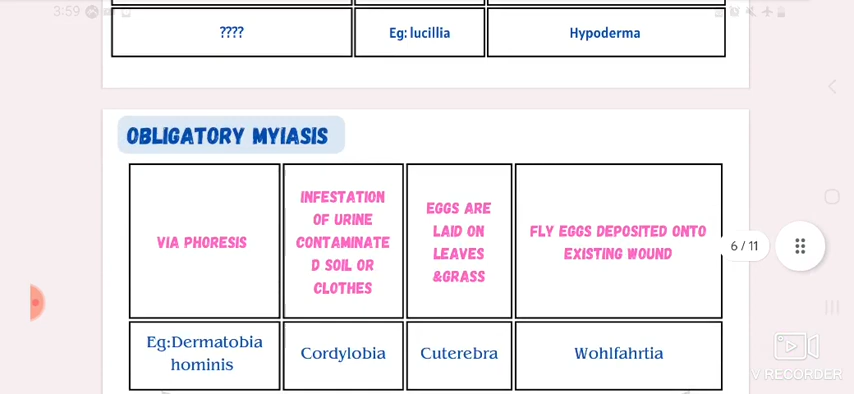 3:59
????
Eg: lucillia
Hypoderma
OBLIGATORY MYIASIS
VIA PHORESIS
INFESTATION
OF URINE
CONTAMINATE
D SOIL OR
CLOTHES
EGGS ARE
LAID ON
LEAVES
&GRASS
FLY EGGS DEPOSITED ONTO
EXISTING WOUND
6 / 11
Eg:Dermatobia
hominis
Cordylobia
Cuterebra
Wohlfahrtia
V RECORDER